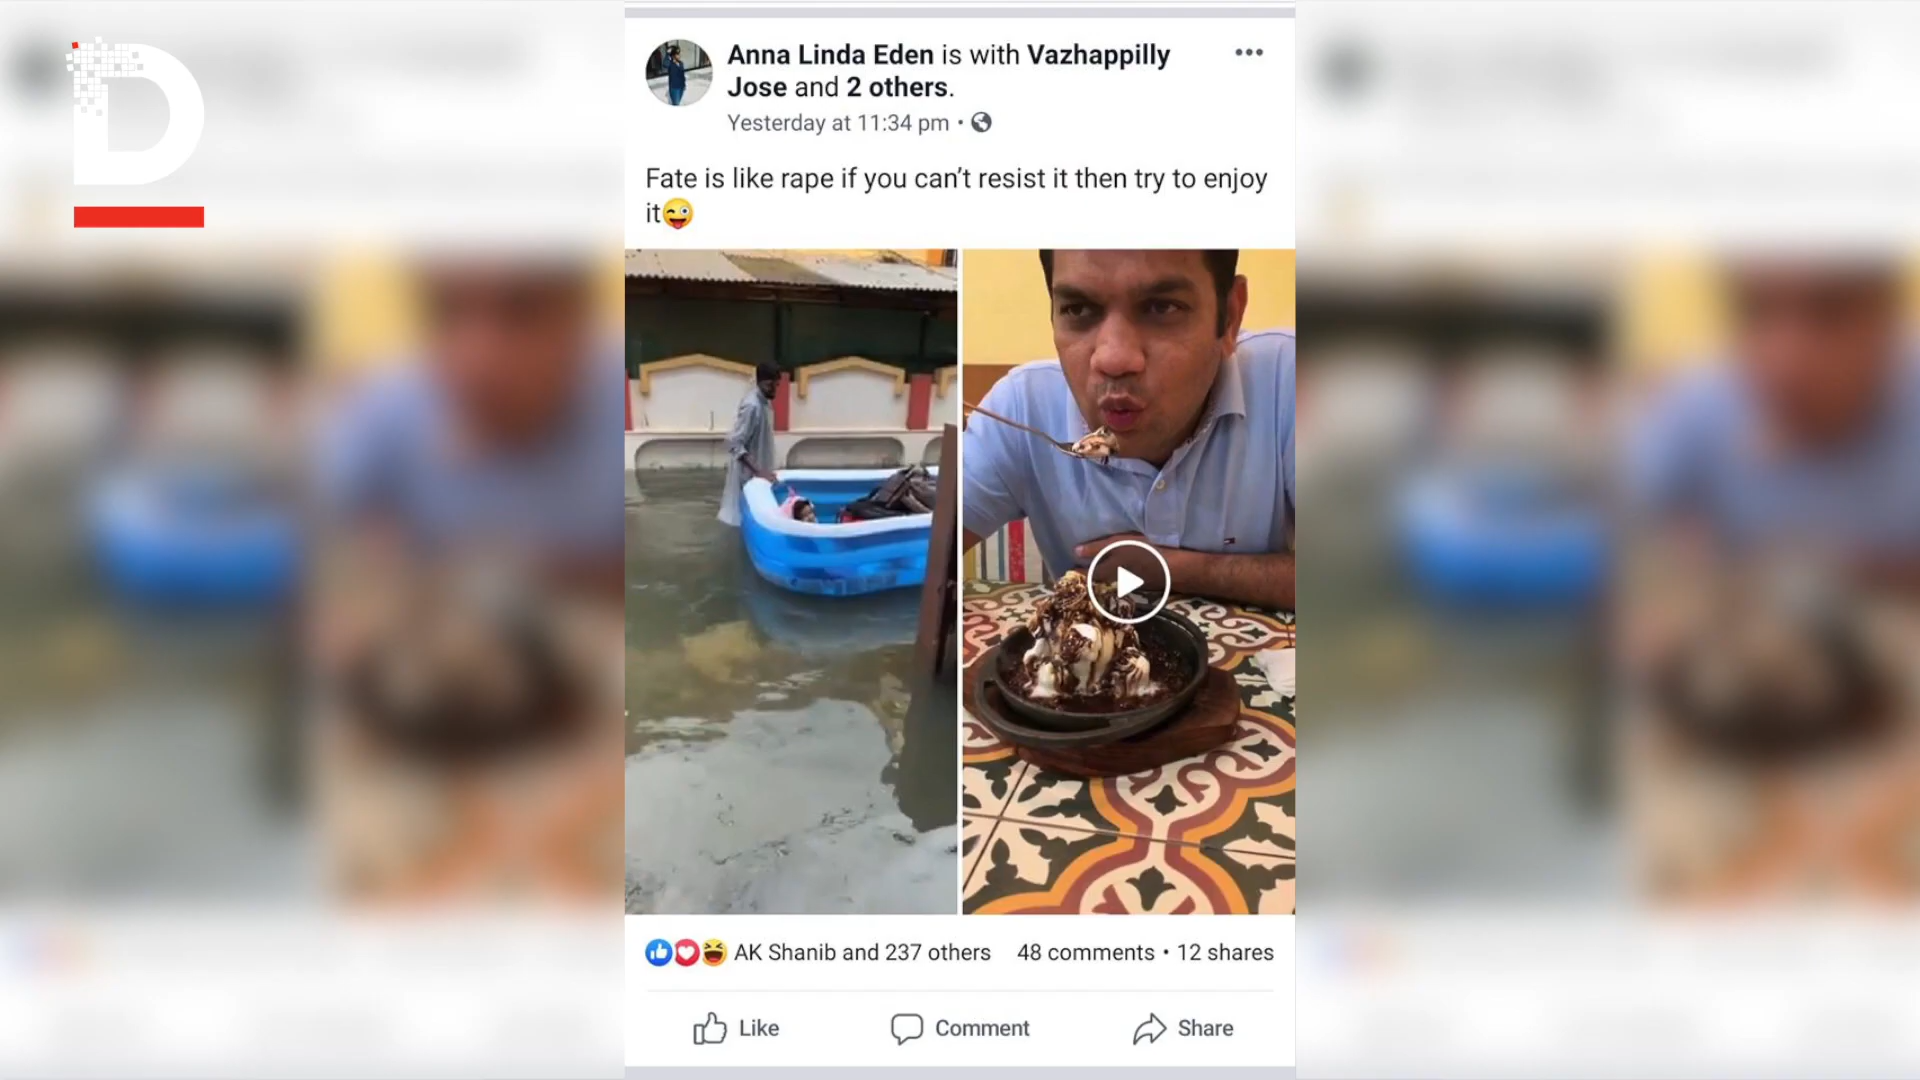 D
Anna Linda Eden is with Vazhappilly
Jose and 2 others.
Yesterday at 11:34 pm •
Fate is like rape if you can’t resist it then try to enjoy
it😜
AK Shanib and 237 others 48 comments • 12 shares
Like Comment Share